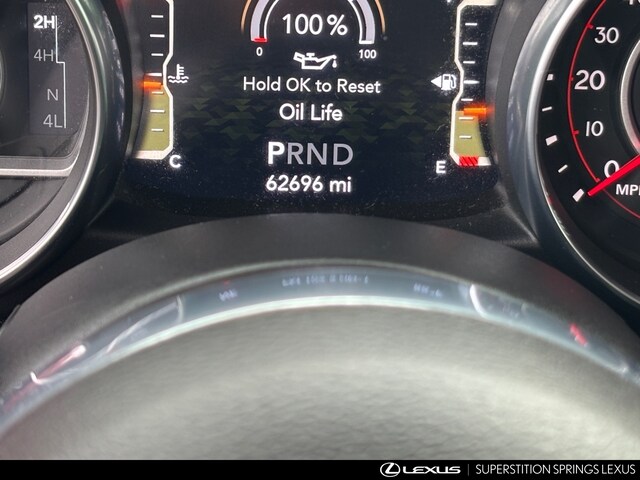 2H
4H
N
4L
100%
0 100
Hold OK to Reset
Oil Life
C
E
PRND
62696 mi
30
20
10
0
MPH
LEXUS | SUPERSTITION SPRINGS LEXUS